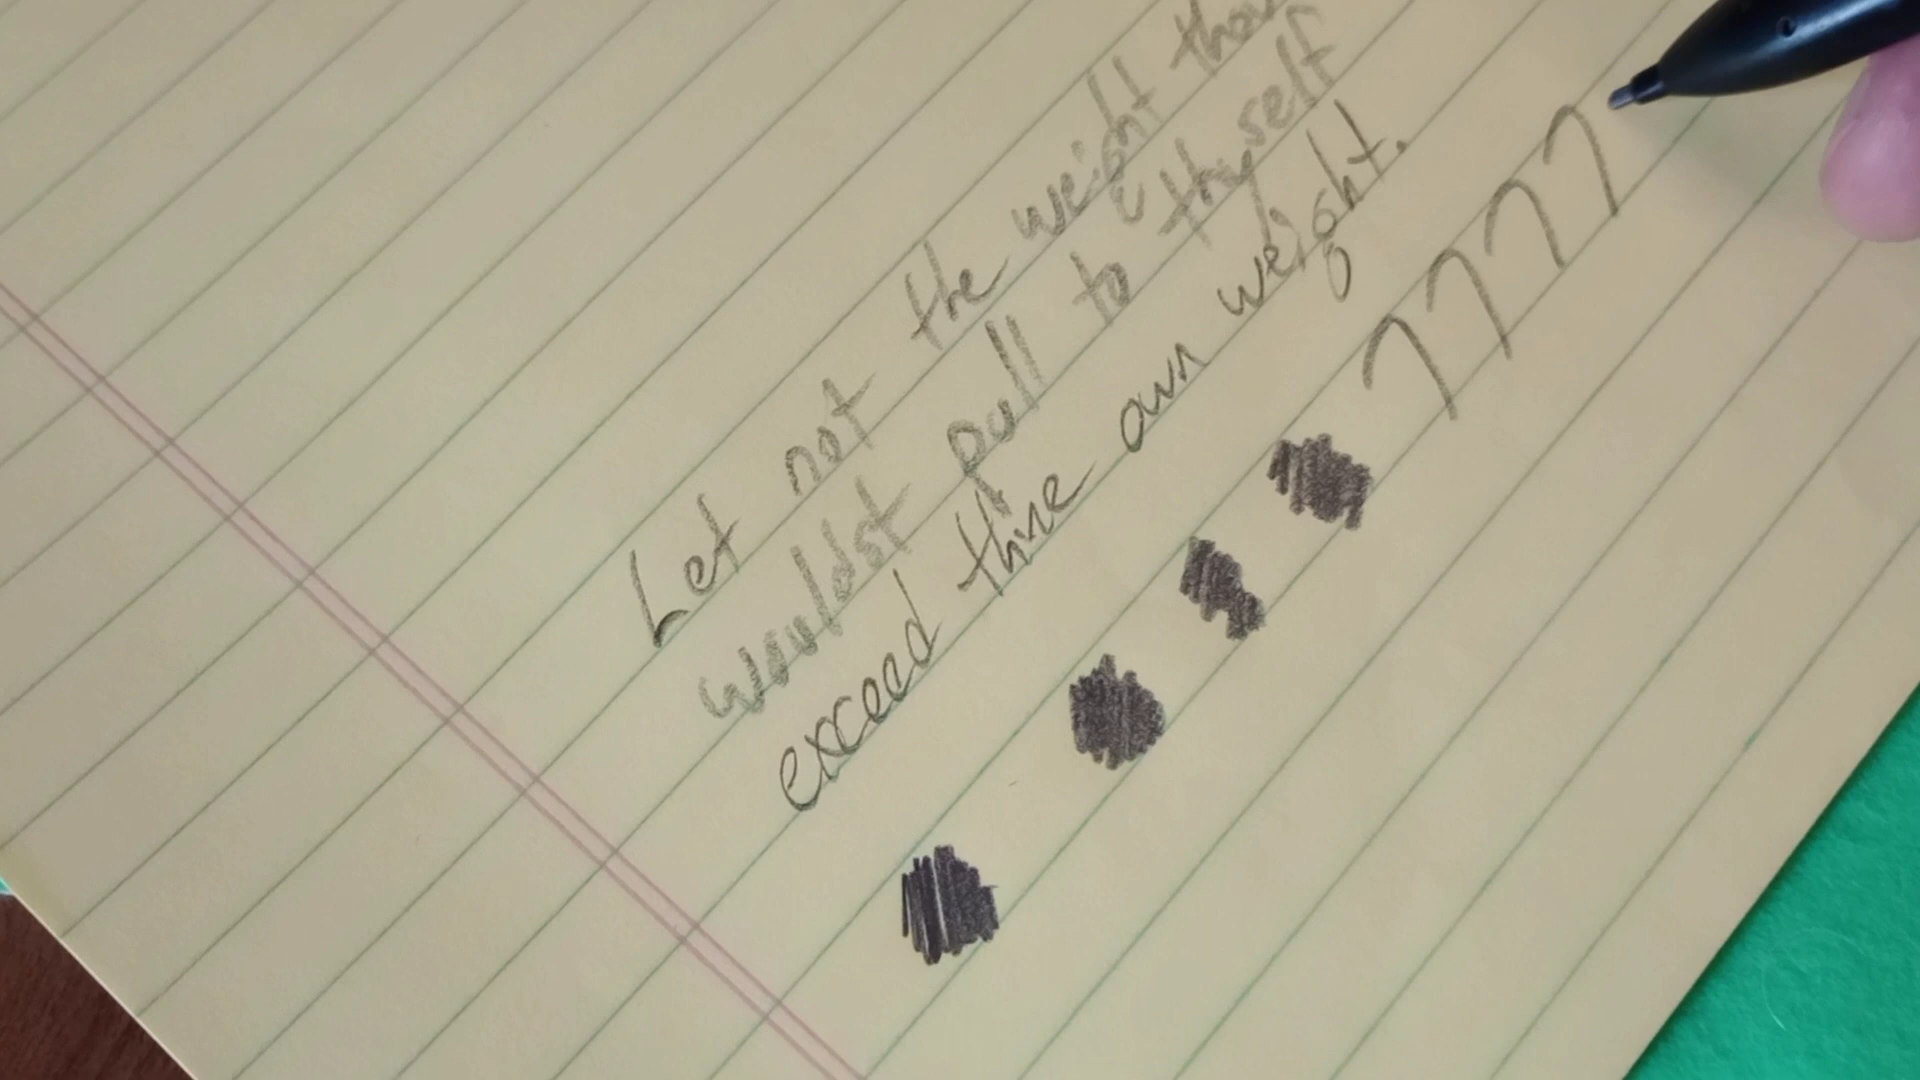 Let not the weight thou
wouldst pull to thyself
exceed thine own weight.
7777